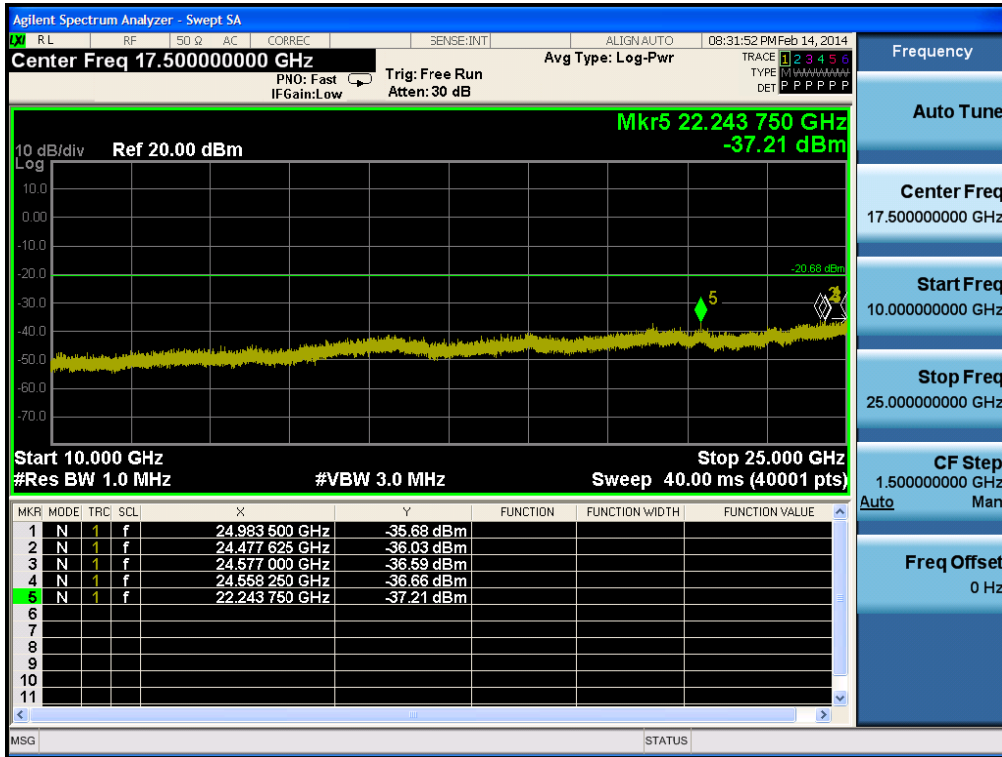 Agilent Spectrum Analyzer - Swept SA
LXI RL RF 50 Ω AC CORREC SENSE:INT ALIGN AUTO 08:31:52 PM Feb 14, 2014
Center Freq 17.500000000 GHz
PNO: Fast
IFGain:Low
Trig: Free Run
Atten: 30 dB
Avg Type: Log-Pwr
TRACE 1 2 3 4 5 6
TYPE M
DET P P P P P P
Mkr5 22.243 750 GHz
-37.21 dBm
10 dB/div Ref 20.00 dBm
Log
10.0
0.00
-10.0
-20.0
-30.0
-40.0
-50.0
-60.0
-70.0
-20.68 dBm
5
Start 10.000 GHz Stop 25.000 GHz
#Res BW 1.0 MHz #VBW 3.0 MHz Sweep 40.00 ms (40001 pts)
MKR MODE TRC SCL X Y FUNCTION FUNCTION WIDTH FUNCTION VALUE
1 N 1 f 24.983 500 GHz -35.68 dBm
2 N 1 f 24.477 625 GHz -36.03 dBm
3 N 1 f 24.577 000 GHz -36.59 dBm
4 N 1 f 24.558 250 GHz -36.66 dBm
5 N 1 f 22.243 750 GHz -37.21 dBm
6
7
8
9
10
11
MSG STATUS
Frequency
Auto Tune
Center Freq
17.500000000 GHz
Start Freq
10.000000000 GHz
Stop Freq
25.000000000 GHz
CF Step
1.500000000 GHz
Auto Man
Freq Offset
0 Hz